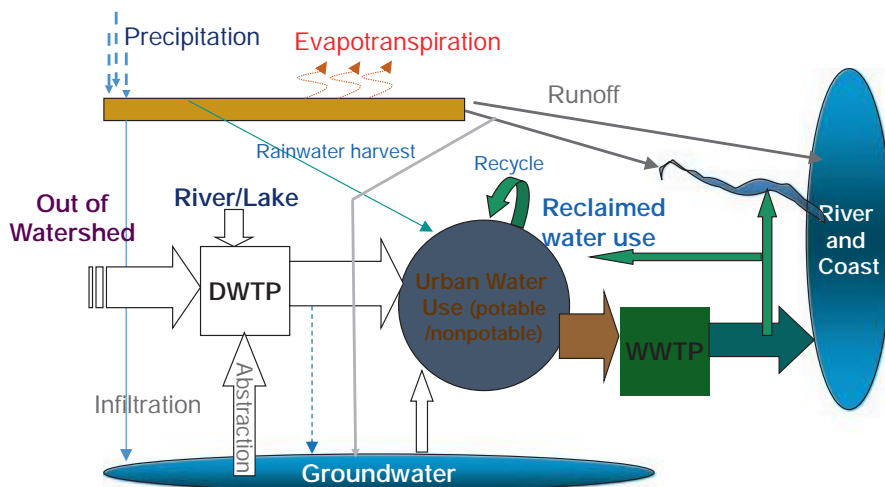 Precipitation
Evapotranspiration
Runoff
Rainwater harvest
Recycle
Out of
Watershed
River/Lake
Reclaimed
water use
River
and
Coast
DWTP
Urban Water
Use (potable
/nonpotable)
WWTP
Abstraction
Infiltration
Groundwater